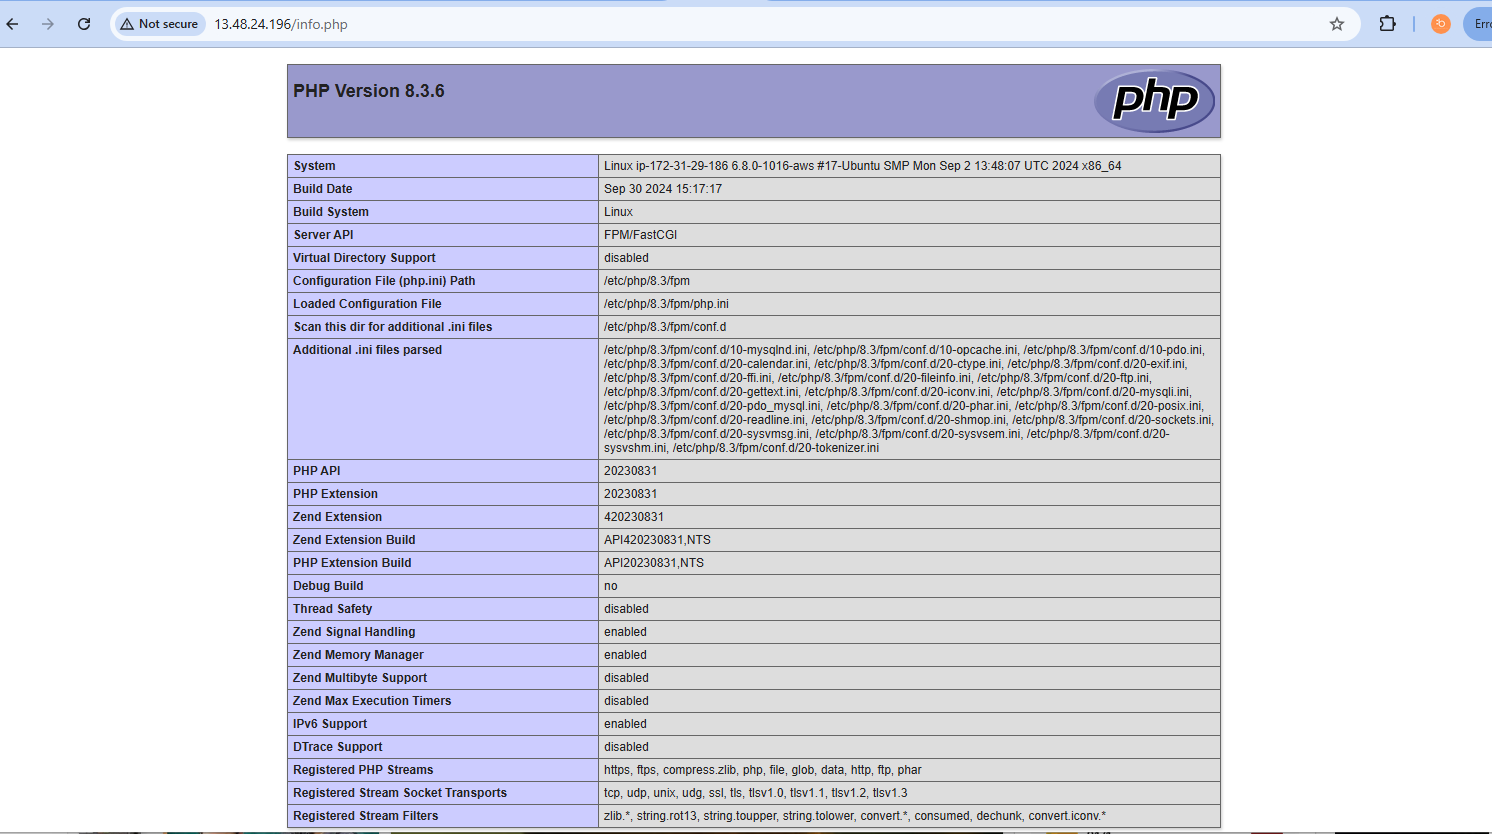 Not secure 13.48.24.196/info.php
PHP Version 8.3.6
php
System Linux ip-172-31-29-186 6.8.0-1016-aws #17-Ubuntu SMP Mon Sep 2 13:48:07 UTC 2024 x86_64
Build Date Sep 30 2024 15:17:17
Build System Linux
Server API FPM/FastCGI
Virtual Directory Support disabled
Configuration File (php.ini) Path /etc/php/8.3/fpm
Loaded Configuration File /etc/php/8.3/fpm/php.ini
Scan this dir for additional .ini files /etc/php/8.3/fpm/conf.d
Additional .ini files parsed /etc/php/8.3/fpm/conf.d/10-mysqlnd.ini, /etc/php/8.3/fpm/conf.d/10-opcache.ini, /etc/php/8.3/fpm/conf.d/10-pdo.ini,
/etc/php/8.3/fpm/conf.d/20-calendar.ini, /etc/php/8.3/fpm/conf.d/20-ctype.ini, /etc/php/8.3/fpm/conf.d/20-exif.ini,
/etc/php/8.3/fpm/conf.d/20-ffi.ini, /etc/php/8.3/fpm/conf.d/20-fileinfo.ini, /etc/php/8.3/fpm/conf.d/20-ftp.ini,
/etc/php/8.3/fpm/conf.d/20-gettext.ini, /etc/php/8.3/fpm/conf.d/20-iconv.ini, /etc/php/8.3/fpm/conf.d/20-mysqli.ini,
/etc/php/8.3/fpm/conf.d/20-pdo_mysql.ini, /etc/php/8.3/fpm/conf.d/20-phar.ini, /etc/php/8.3/fpm/conf.d/20-posix.ini,
/etc/php/8.3/fpm/conf.d/20-readline.ini, /etc/php/8.3/fpm/conf.d/20-shmop.ini, /etc/php/8.3/fpm/conf.d/20-sockets.ini,
/etc/php/8.3/fpm/conf.d/20-sysvmsg.ini, /etc/php/8.3/fpm/conf.d/20-sysvsem.ini, /etc/php/8.3/fpm/conf.d/20-
sysvshm.ini, /etc/php/8.3/fpm/conf.d/20-tokenizer.ini
PHP API 20230831
PHP Extension 20230831
Zend Extension 420230831
Zend Extension Build API420230831,NTS
PHP Extension Build API20230831,NTS
Debug Build no
Thread Safety disabled
Zend Signal Handling enabled
Zend Memory Manager enabled
Zend Multibyte Support disabled
Zend Max Execution Timers disabled
IPv6 Support enabled
DTrace Support disabled
Registered PHP Streams https, ftps, compress.zlib, php, file, glob, data, http, ftp, phar
Registered Stream Socket Transports tcp, udp, unix, udg, ssl, tls, tlsv1.0, tlsv1.1, tlsv1.2, tlsv1.3
Registered Stream Filters zlib.*, string.rot13, string.toupper, string.tolower, convert.*, consumed, dechunk, convert.iconv.*